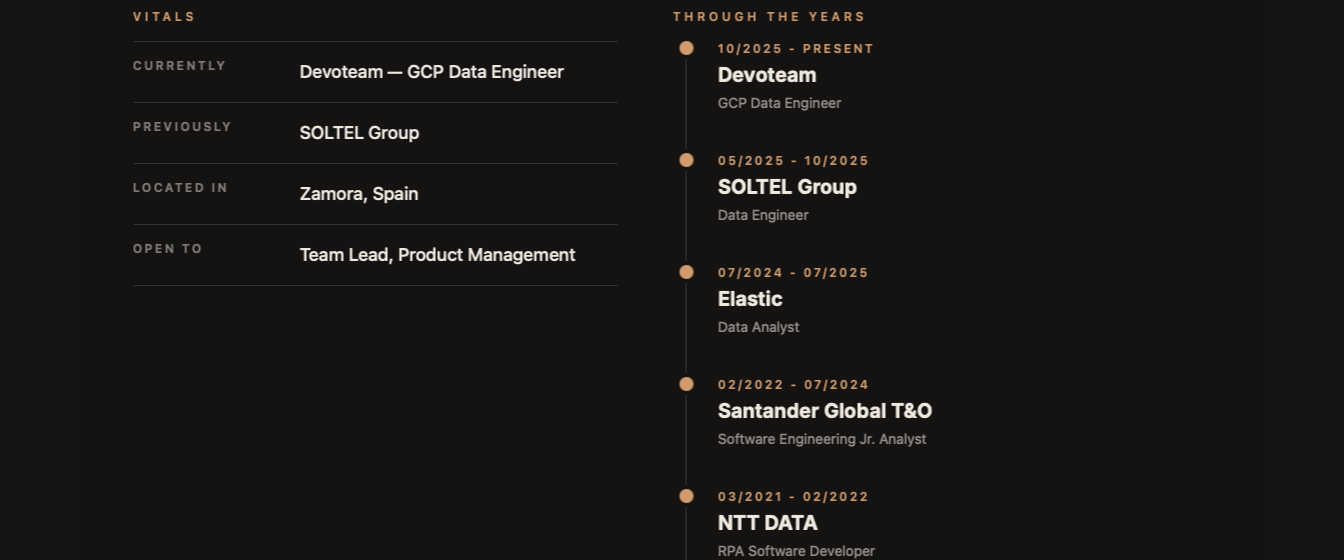 VITALS
CURRENTLY
Devoteam — GCP Data Engineer
PREVIOUSLY
SOLTEL Group
LOCATED IN
Zamora, Spain
OPEN TO
Team Lead, Product Management
THROUGH THE YEARS
10/2025 - PRESENT
Devoteam
GCP Data Engineer
05/2025 - 10/2025
SOLTEL Group
Data Engineer
07/2024 - 07/2025
Elastic
Data Analyst
02/2022 - 07/2024
Santander Global T&O
Software Engineering Jr. Analyst
03/2021 - 02/2022
NTT DATA
RPA Software Developer